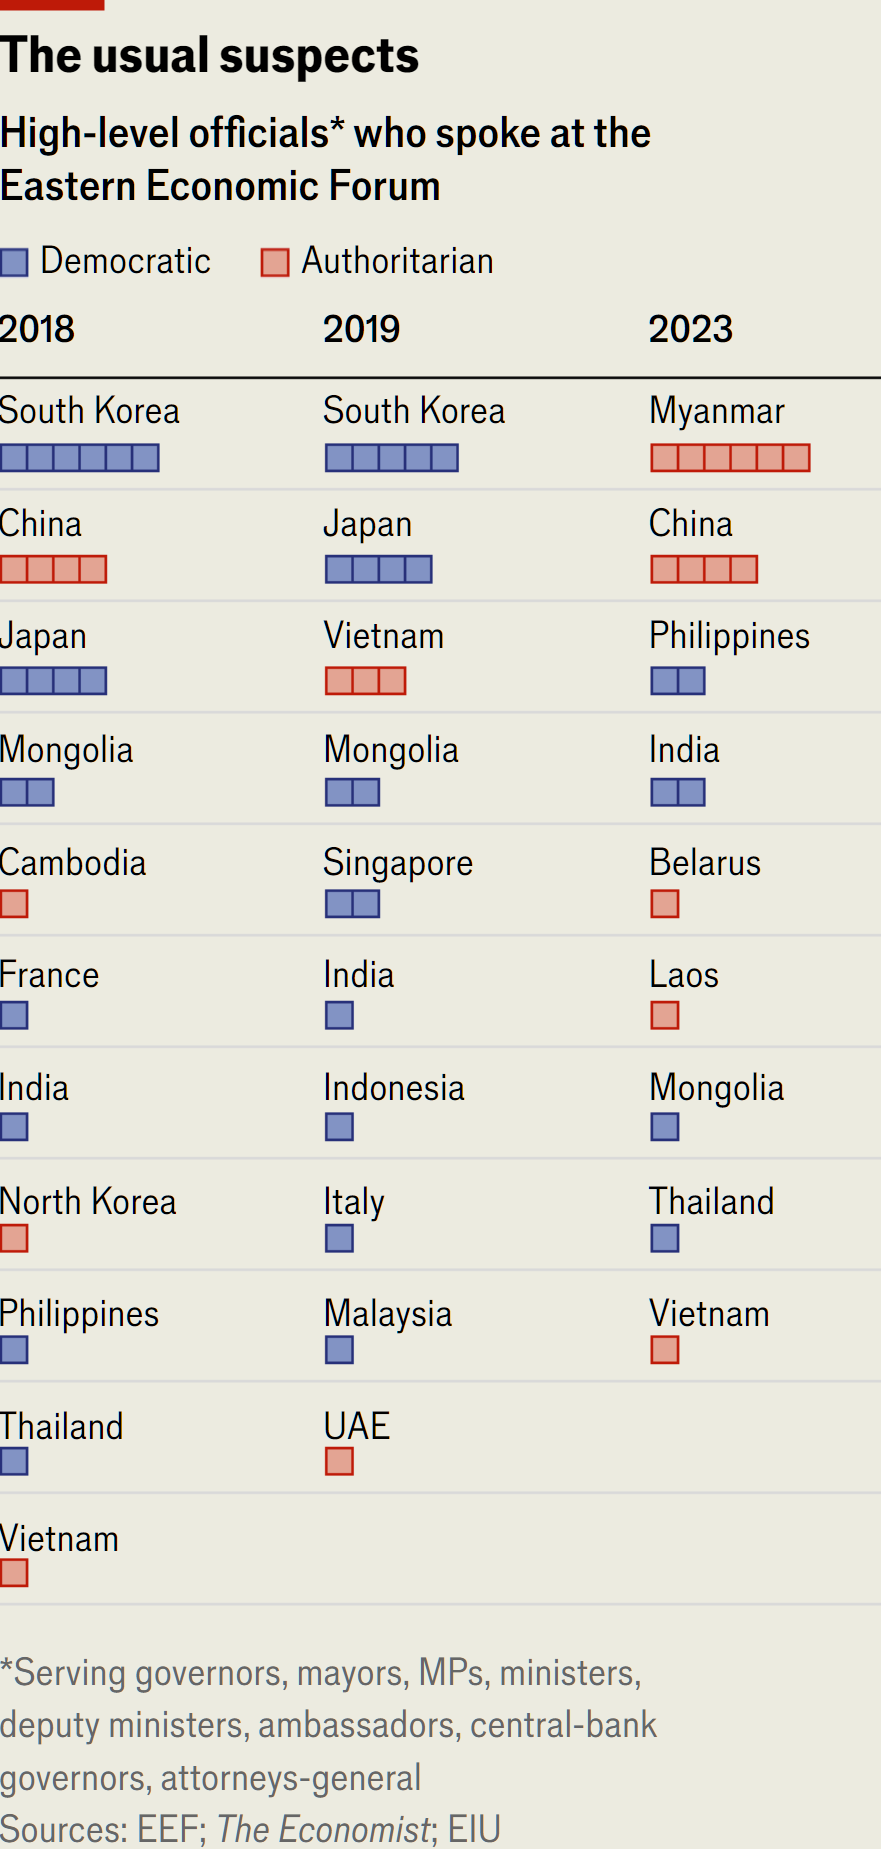 The usual suspects
High-level officials* who spoke at the
Eastern Economic Forum
Democratic Authoritarian
2018 2019 2023
South Korea South Korea Myanmar
China Japan China
Japan Vietnam Philippines
Mongolia Mongolia India
Cambodia Singapore Belarus
France India Laos
India Indonesia Mongolia
North Korea Italy Thailand
Philippines Malaysia Vietnam
Thailand UAE
Vietnam
*Serving governors, mayors, MPs, ministers,
deputy ministers, ambassadors, central-bank
governors, attorneys-general
Sources: EEF; The Economist; EIU